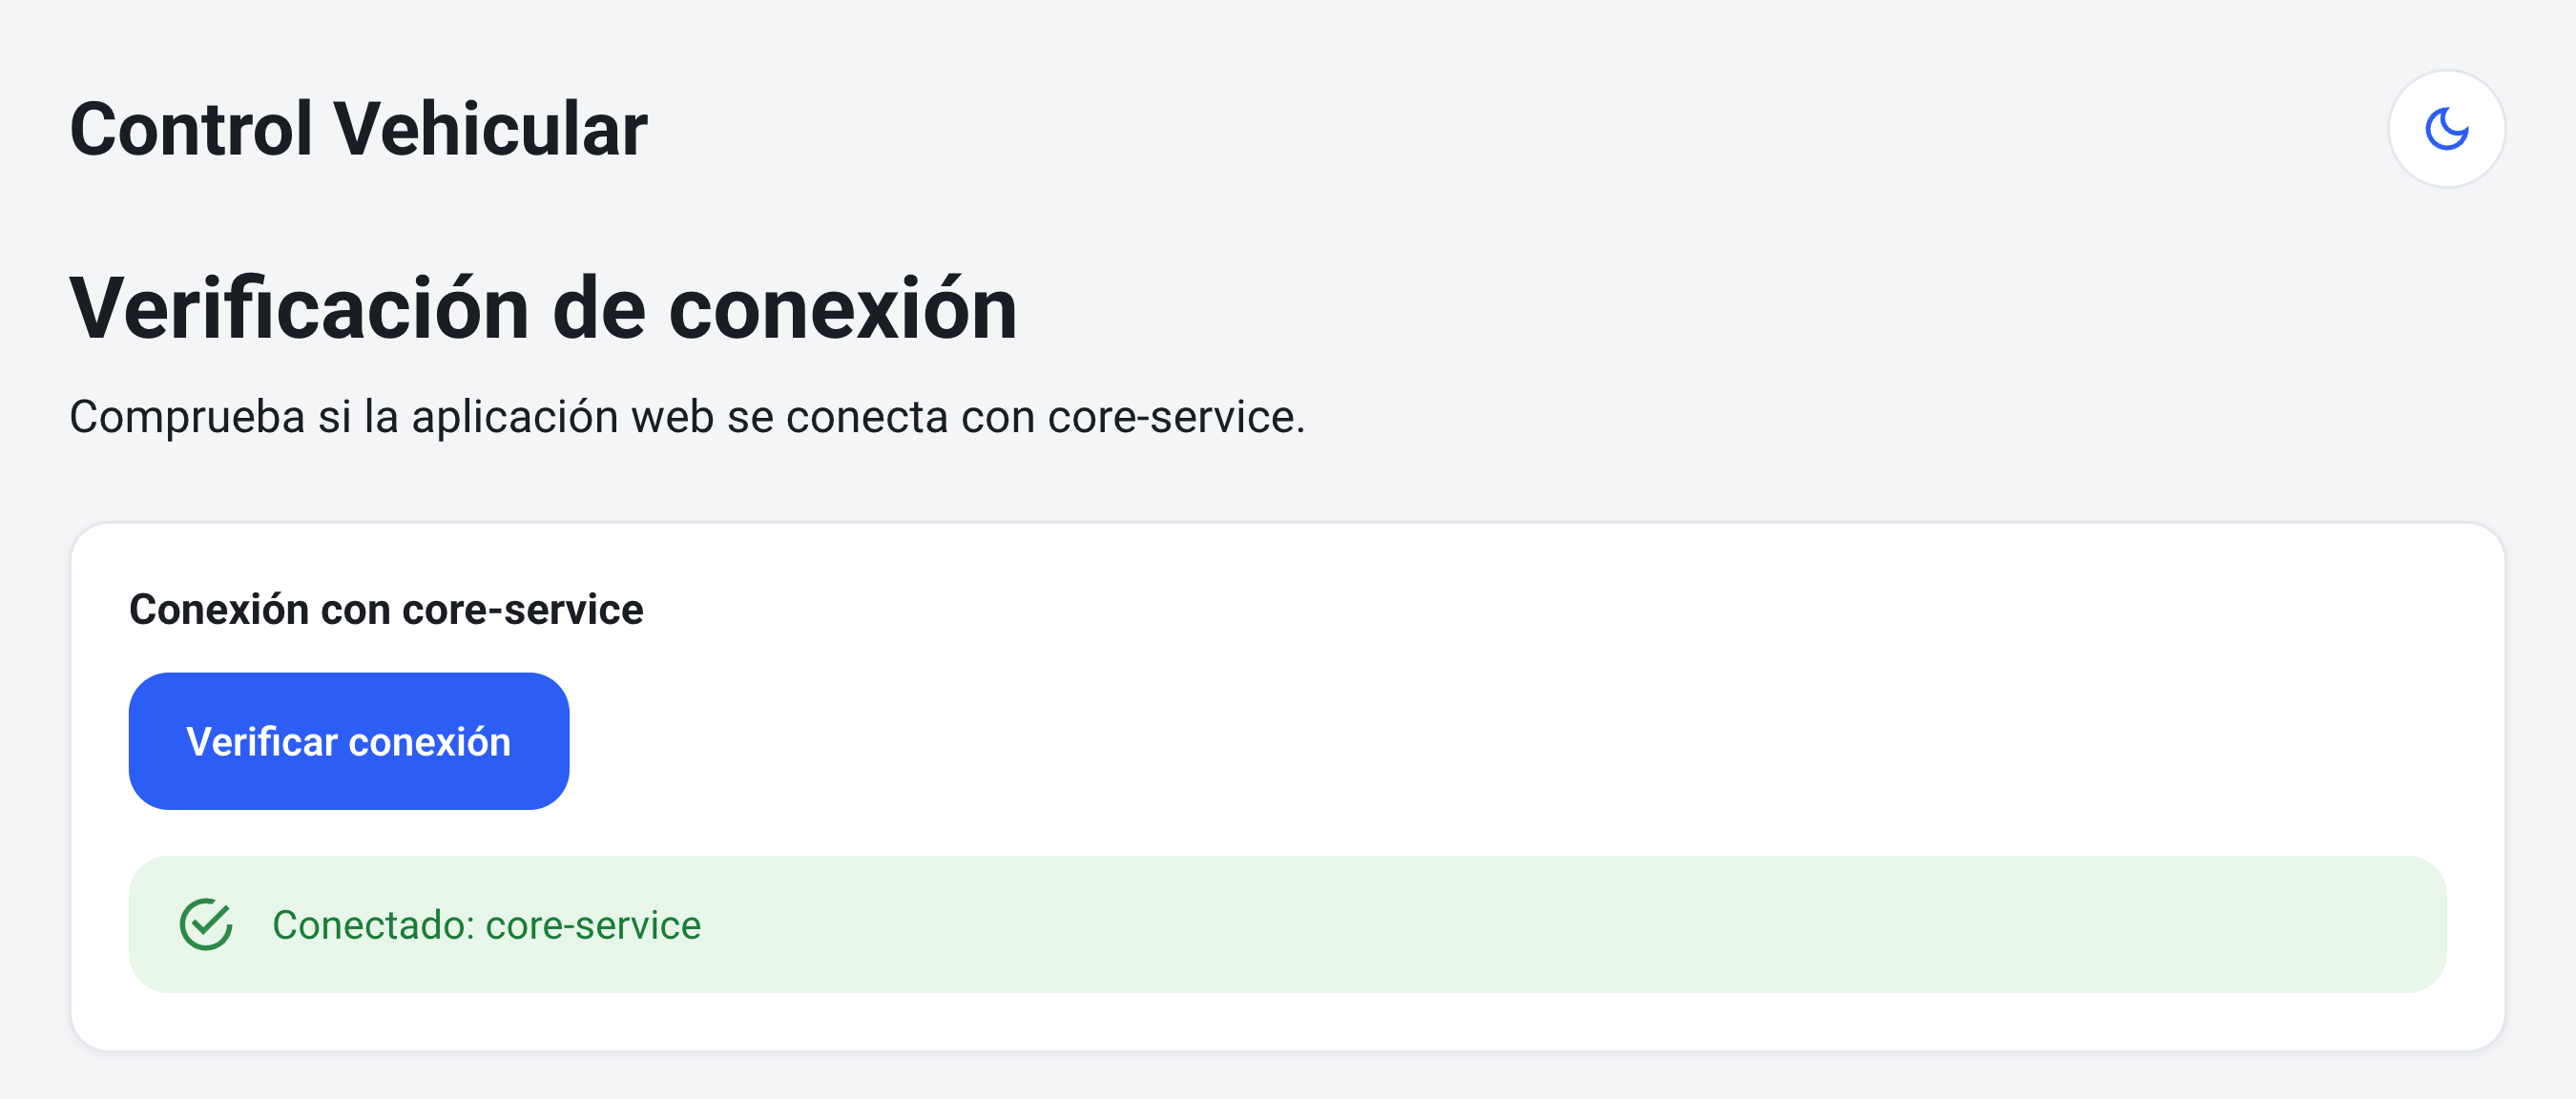 Control Vehicular
Verificación de conexión
Comprueba si la aplicación web se conecta con core-service.
Conexión con core-service
Verificar conexión
Conectado: core-service